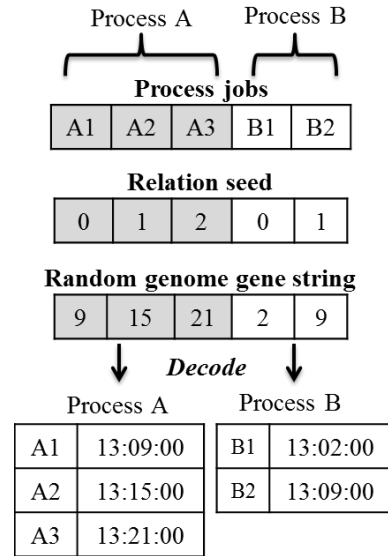 Process A Process B
Process jobs
A1 A2 A3 B1 B2
Relation seed
0 1 2 0 1
Random genome gene string
9 15 21 2 9
Decode
Process A Process B
A1 13:09:00 B1 13:02:00
A2 13:15:00 B2 13:09:00
A3 13:21:00